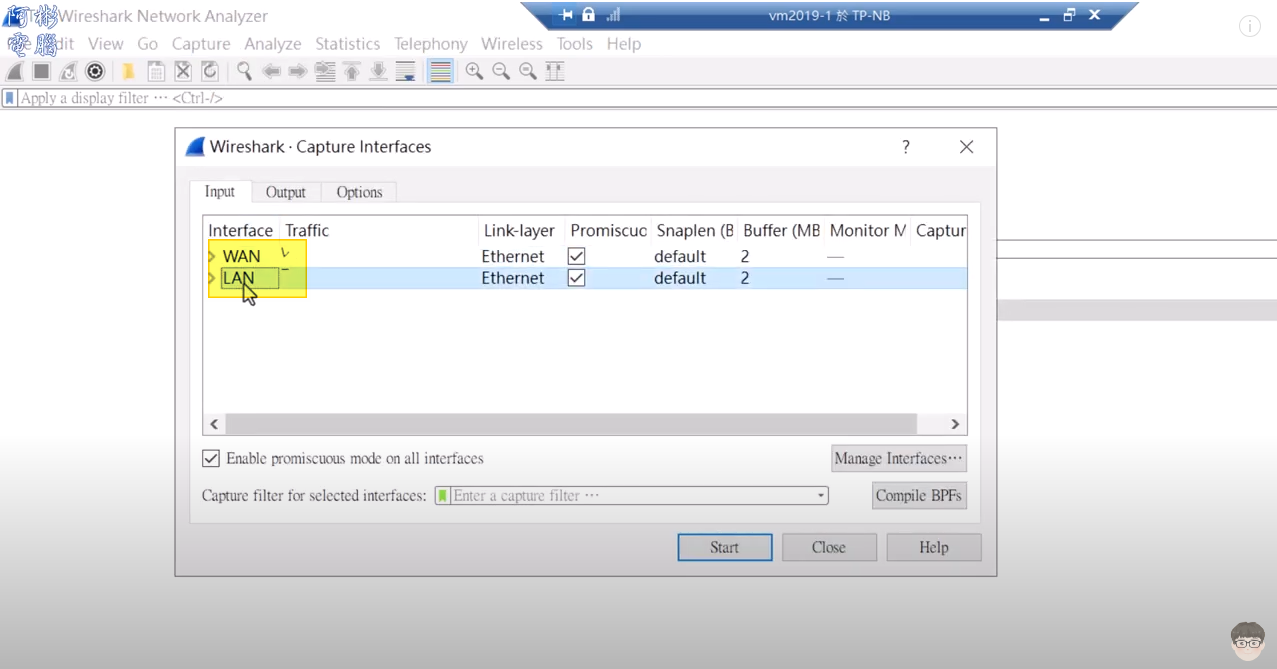 Wireshark Network Analyzer
vm2019-1 於 TP-NB
阿彬
電腦
dit View Go Capture Analyze Statistics Telephony Wireless Tools Help
Apply a display filter ··· <Ctrl-/>
Wireshark · Capture Interfaces
Input Output Options
Interface Traffic Link-layer Promiscuo Snaplen (B Buffer (MB Monitor M Captur
WAN Ethernet default 2 —
LAN Ethernet default 2 —
Enable promiscuous mode on all interfaces
Manage Interfaces···
Capture filter for selected interfaces: Enter a capture filter ···
Compile BPFs
Start Close Help